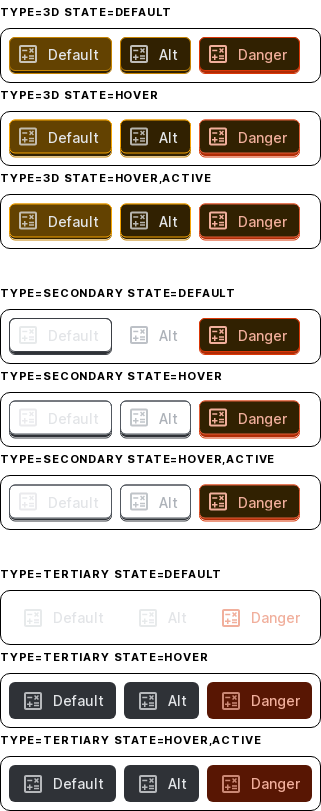 TYPE=3D STATE=DEFAULT
Default Alt Danger
TYPE=3D STATE=HOVER
Default Alt Danger
TYPE=3D STATE=HOVER,ACTIVE
Default Alt Danger
TYPE=SECONDARY STATE=DEFAULT
Default Alt Danger
TYPE=SECONDARY STATE=HOVER
Default Alt Danger
TYPE=SECONDARY STATE=HOVER,ACTIVE
Default Alt Danger
TYPE=TERTIARY STATE=DEFAULT
Default Alt Danger
TYPE=TERTIARY STATE=HOVER
Default Alt Danger
TYPE=TERTIARY STATE=HOVER,ACTIVE
Default Alt Danger